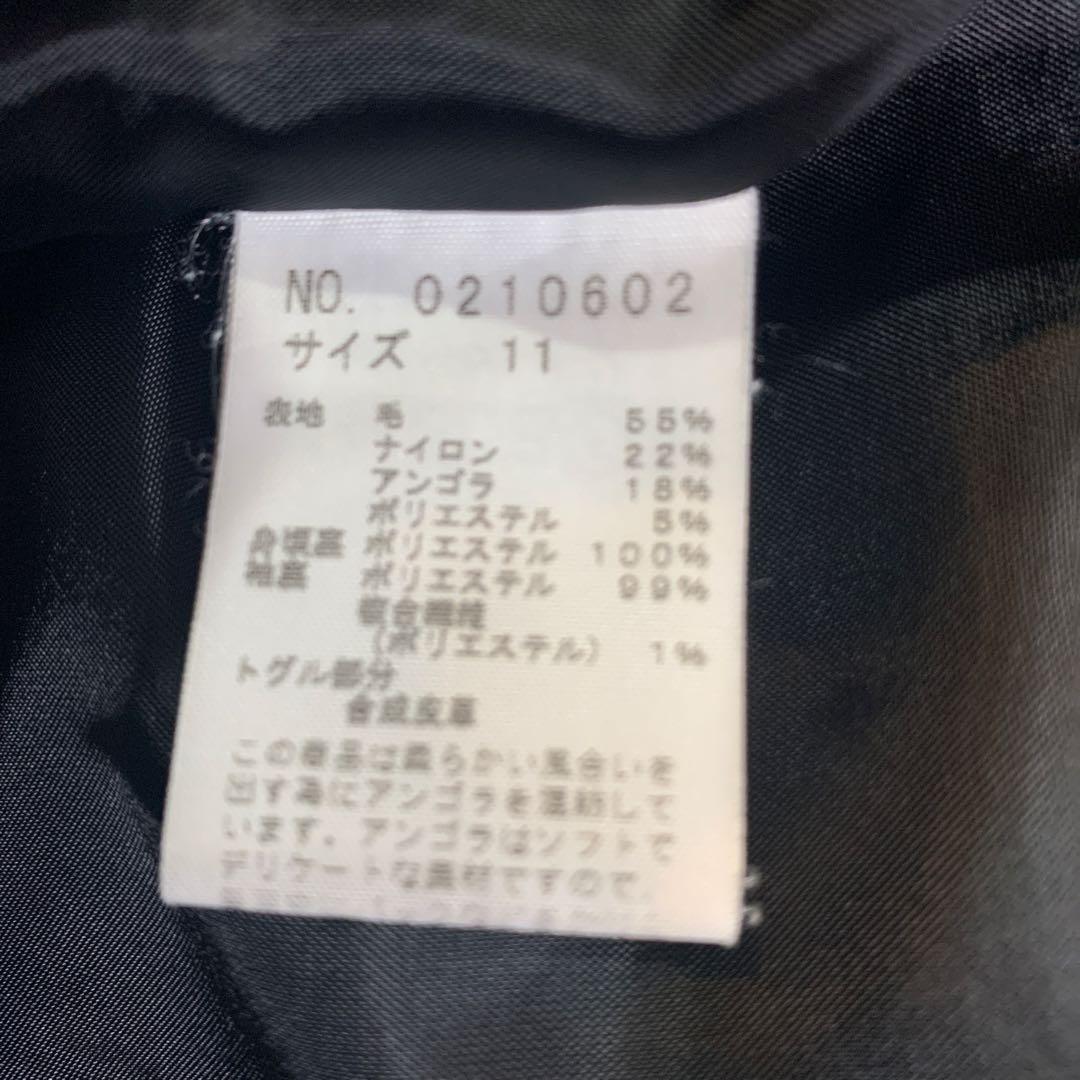 NO. 0210602
サイズ 11
表地 毛 55%
ナイロン 22%
アンゴラ 18%
ポリエステル 5%
身頃裏 ポリエステル 100%
袖裏 ポリエステル 99%
複合繊維
(ポリエステル) 1%
トグル部分
合成皮革
この商品は柔らかい風合いを
出す為にアンゴラを混紡して
います。アンゴラはソフトで
デリケートな素材ですので、